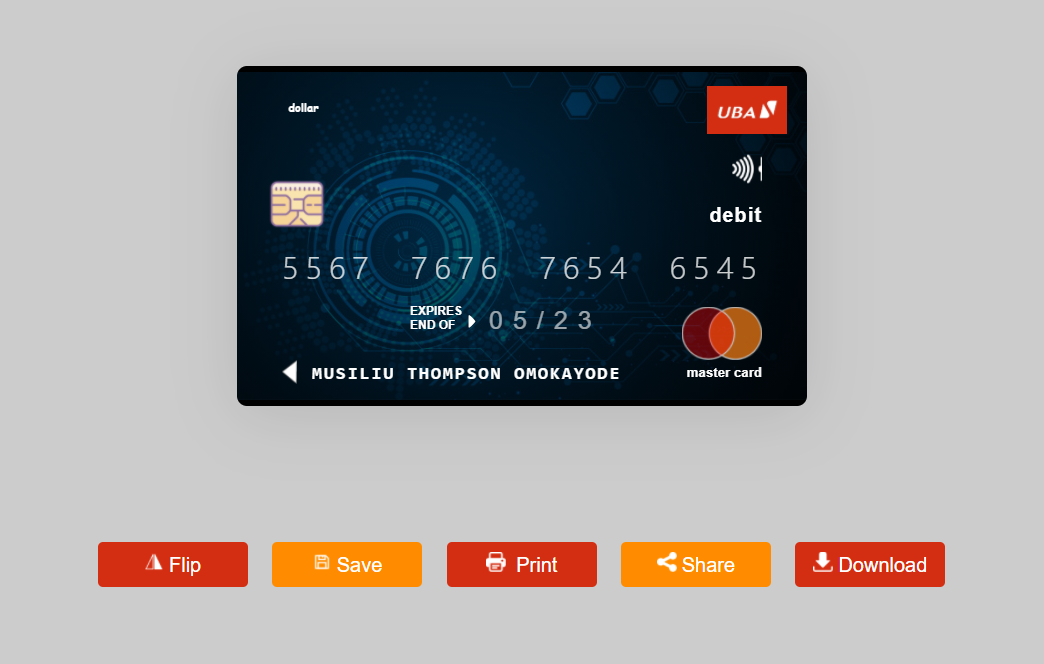 dollar
UBA
debit
5567 7676 7654 6545
EXPIRES
END OF 05/23
MUSILIU THOMPSON OMOKAYODE
master card
Flip Save Print Share Download